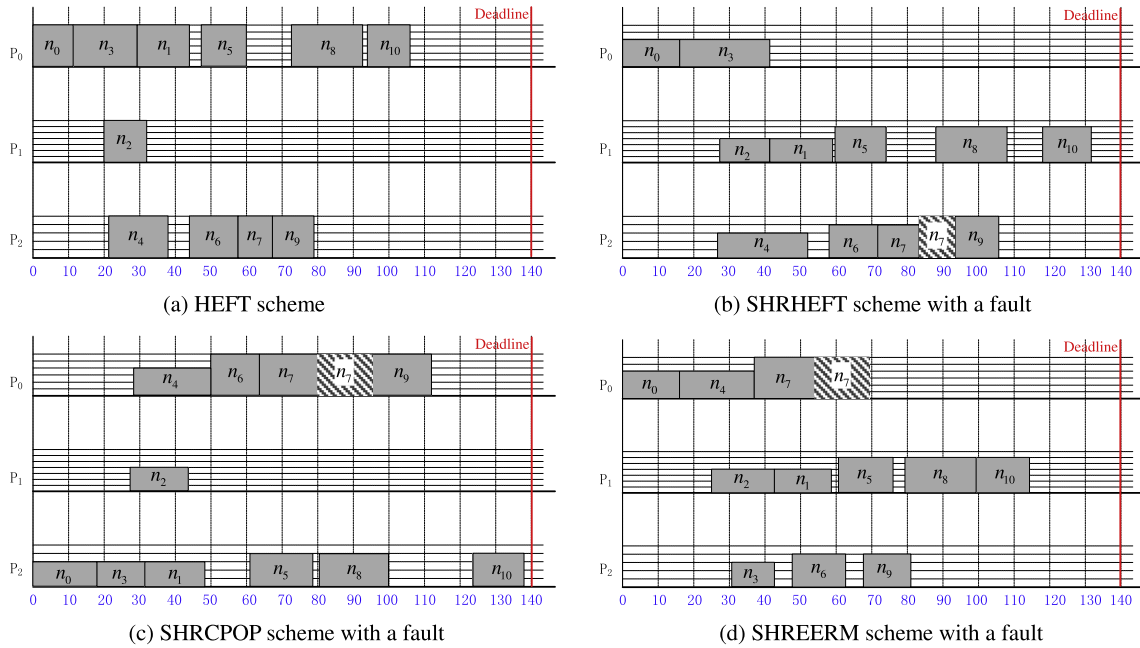 Deadline
P0
n0 n3 n1 n5 n8 n10
P1
n2
P2
n4 n6 n7 n9
0 10 20 30 40 50 60 70 80 90 100 110 120 130 140
(a) HEFT scheme
Deadline
P0
n0 n3
P1
n2 n1 n5 n8 n10
P2
n4 n6 n7 n7 n9
0 10 20 30 40 50 60 70 80 90 100 110 120 130 140
(b) SHRHEFT scheme with a fault
Deadline
P0
n4 n6 n7 n7 n9
P1
n2
P2
n0 n3 n1 n5 n8 n10
0 10 20 30 40 50 60 70 80 90 100 110 120 130 140
(c) SHRCPOP scheme with a fault
Deadline
P0
n0 n4 n7 n7
P1
n2 n1 n5 n8 n10
P2
n3 n6 n9
0 10 20 30 40 50 60 70 80 90 100 110 120 130 140
(d) SHREERM scheme with a fault